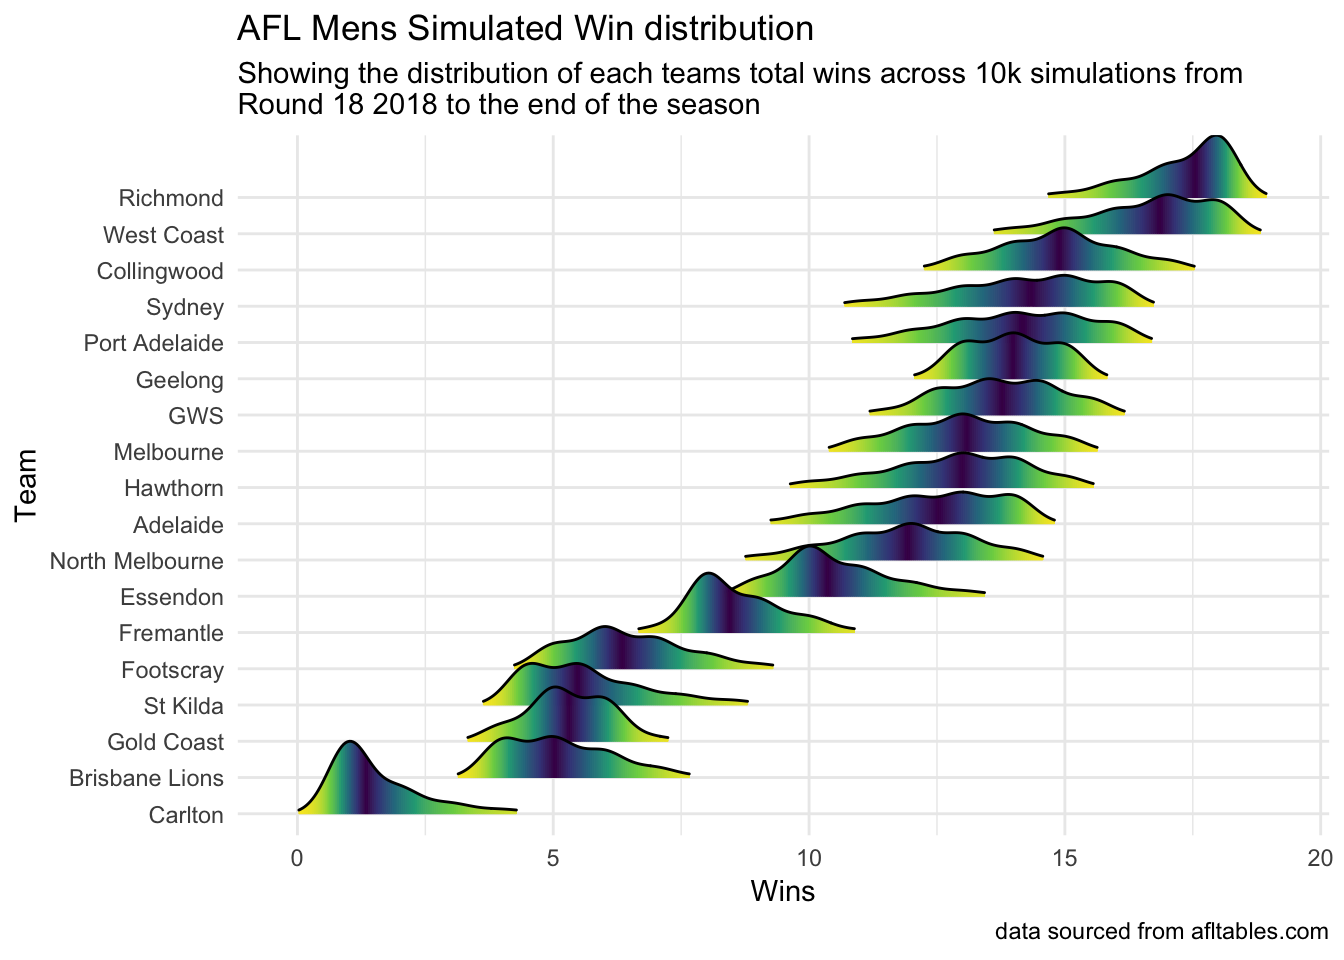 AFL Mens Simulated Win distribution
Showing the distribution of each teams total wins across 10k simulations from
Round 18 2018 to the end of the season
Team
Richmond
West Coast
Collingwood
Sydney
Port Adelaide
Geelong
GWS
Melbourne
Hawthorn
Adelaide
North Melbourne
Essendon
Fremantle
Footscray
St Kilda
Gold Coast
Brisbane Lions
Carlton
0 5 10 15 20
Wins
data sourced from afltables.com